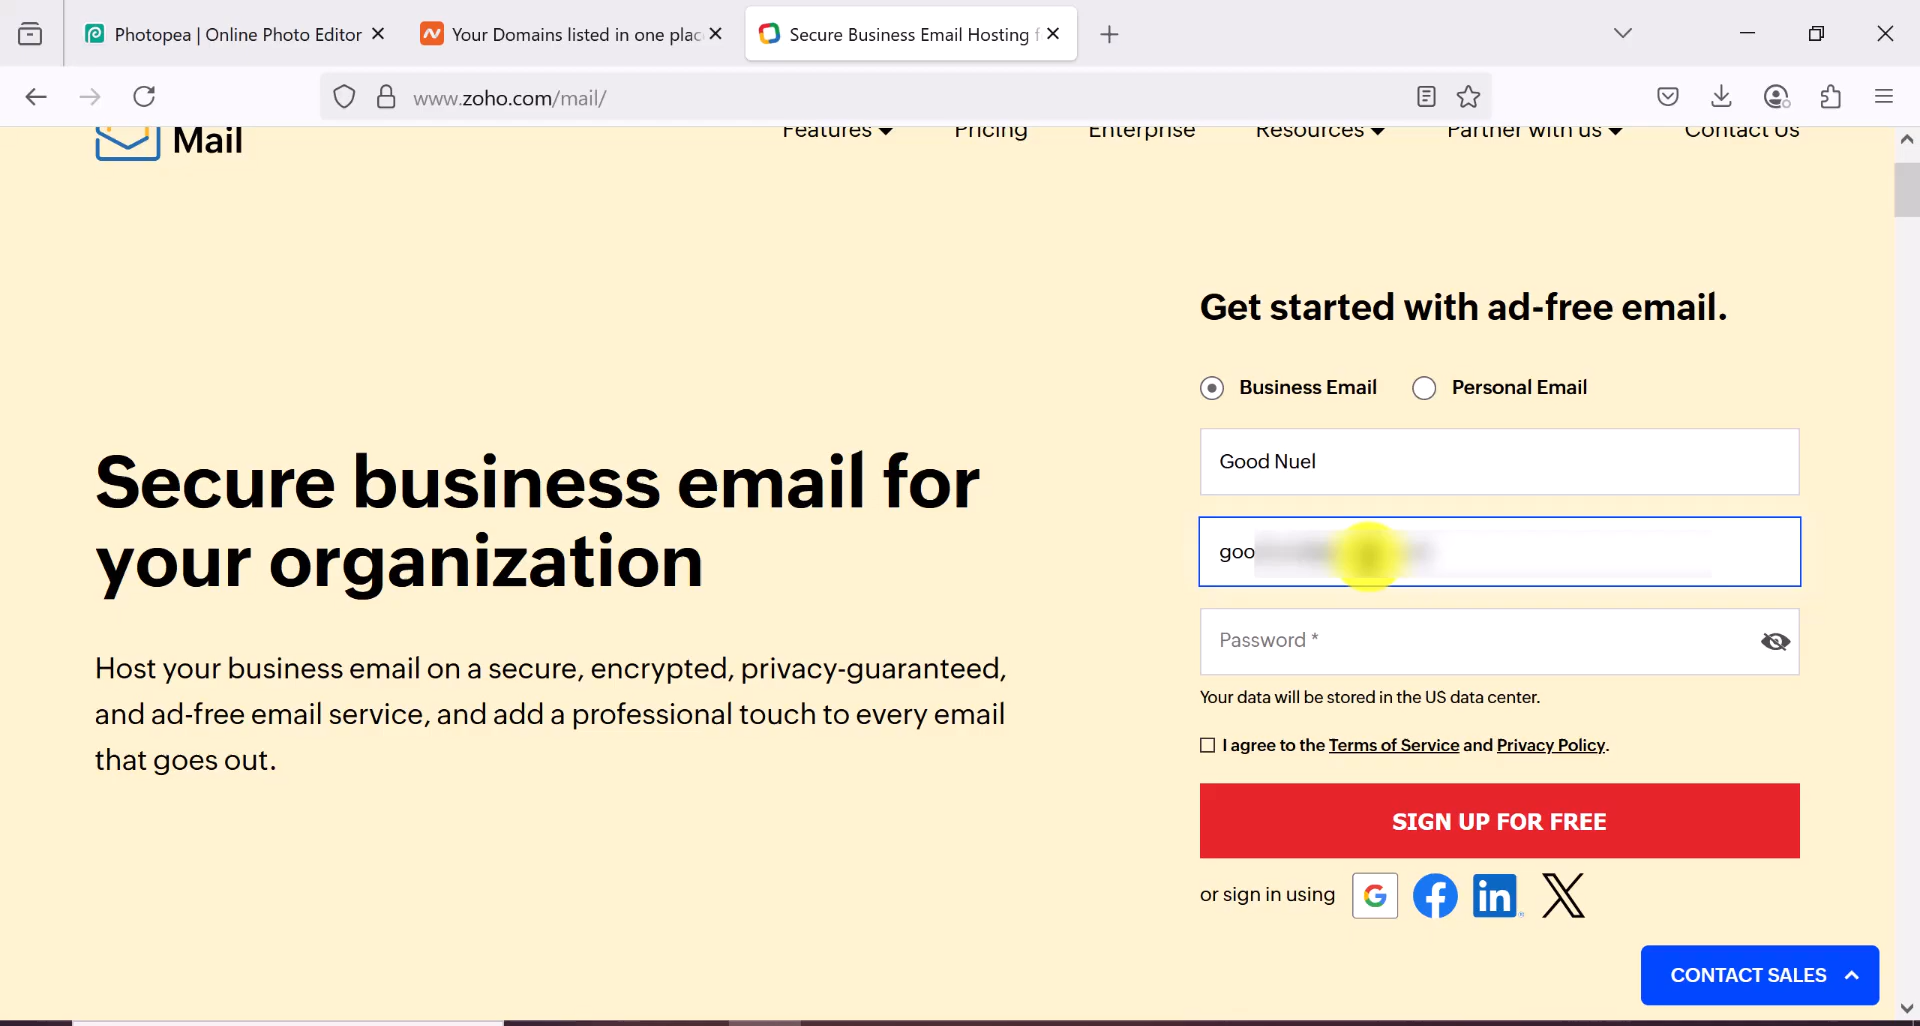 Photopea | Online Photo Editor
Your Domains listed in one plac
Secure Business Email Hosting f
www.zoho.com/mail/
Mail
Features
Pricing
Enterprise
Resources
Partner with us
Contact Us
Get started with ad-free email.
Business Email
Personal Email
Good Nuel
goo
Password *
Your data will be stored in the US data center.
I agree to the Terms of Service and Privacy Policy.
SIGN UP FOR FREE
or sign in using
Secure business email for
your organization
Host your business email on a secure, encrypted, privacy-guaranteed,
and ad-free email service, and add a professional touch to every email
that goes out.
CONTACT SALES